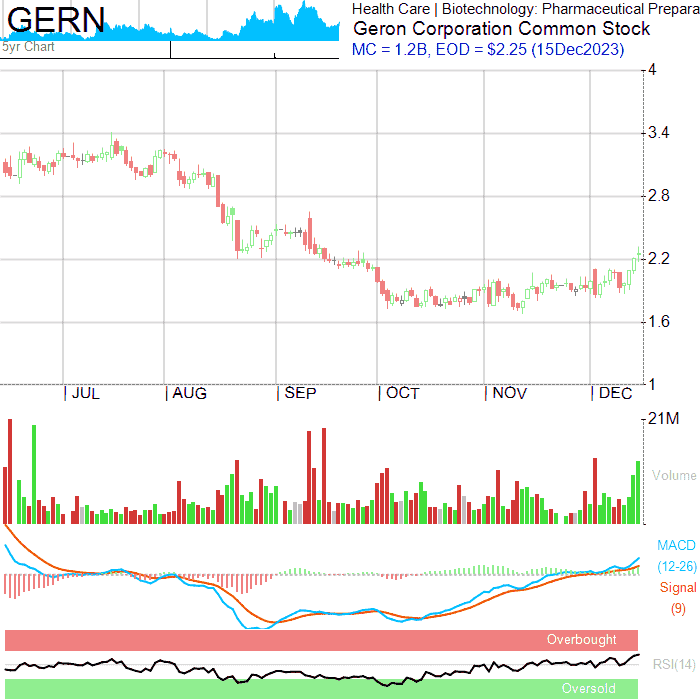 GERN
5yr Chart
Health Care | Biotechnology: Pharmaceutical Prepara
Geron Corporation Common Stock
MC = 1.2B, EOD = $2.25 (15Dec2023)
4
3.4
2.8
2.2
1.6
1
JUL AUG SEP OCT NOV DEC
21M
Volume
MACD
(12-26)
Signal
(9)
Overbought
RSI(14)
Oversold